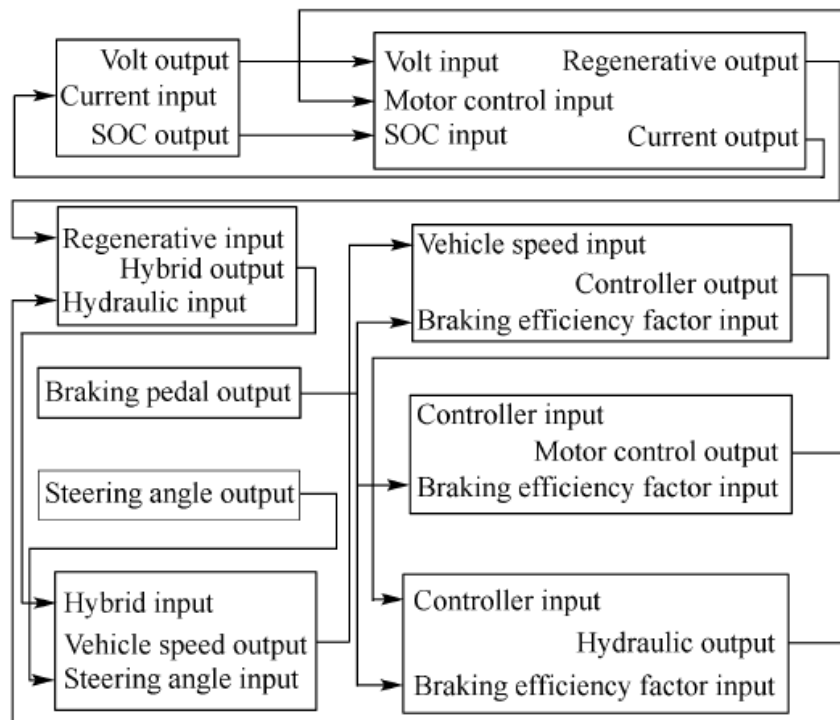 Volt output
Current input
SOC output
Volt input
Regenerative output
Motor control input
SOC input
Current output
Regenerative input
Hybrid output
Hydraulic input
Vehicle speed input
Controller output
Braking efficiency factor input
Braking pedal output
Controller input
Motor control output
Braking efficiency factor input
Steering angle output
Hybrid input
Vehicle speed output
Steering angle input
Controller input
Hydraulic output
Braking efficiency factor input